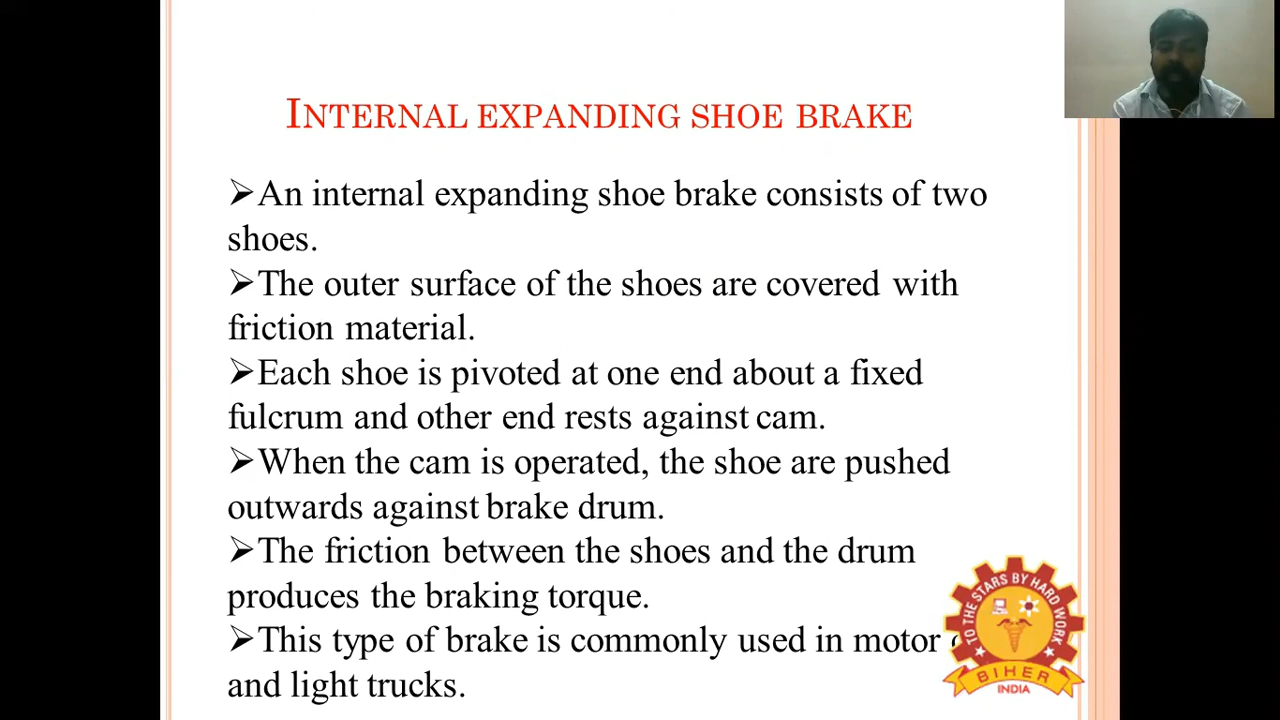 INTERNAL EXPANDING SHOE BRAKE
➢An internal expanding shoe brake consists of two
shoes.
➢The outer surface of the shoes are covered with
friction material.
➢Each shoe is pivoted at one end about a fixed
fulcrum and other end rests against cam.
➢When the cam is operated, the shoe are pushed
outwards against brake drum.
➢The friction between the shoes and the drum
produces the braking torque.
➢This type of brake is commonly used in motor
and light trucks.
TO THE STARS BY HARD WORK
BIHER
INDIA